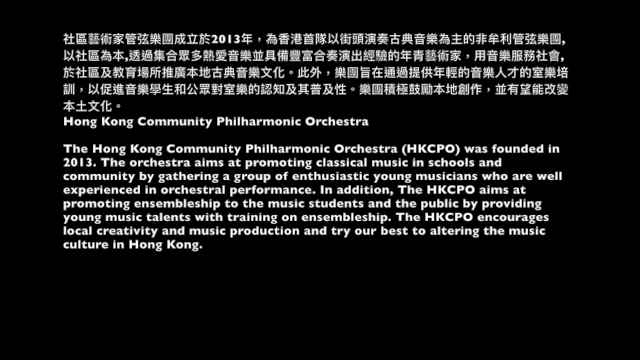 社區藝術家管弦樂團成立於2013年，為香港首隊以街頭演奏古典音樂為主的非牟利管弦樂團,
以社區為本,透過集合眾多熱愛音樂並具備豐富合奏演出經驗的年青藝術家，用音樂服務社會,
於社區及教育場所推廣本地古典音樂文化。此外，樂團旨在通過提供年輕的音樂人才的室樂培
訓，以促進音樂學生和公眾對室樂的認知及其普及性。樂團積極鼓勵本地創作，並有望能改變
本土文化。
Hong Kong Community Philharmonic Orchestra
The Hong Kong Community Philharmonic Orchestra (HKCPO) was founded in
2013. The orchestra aims at promoting classical music in schools and
community by gathering a group of enthusiastic young musicians who are well
experienced in orchestral performance. In addition, The HKCPO aims at
promoting ensembleship to the music students and the public by providing
young music talents with training on ensembleship. The HKCPO encourages
local creativity and music production and try our best to altering the music
culture in Hong Kong.